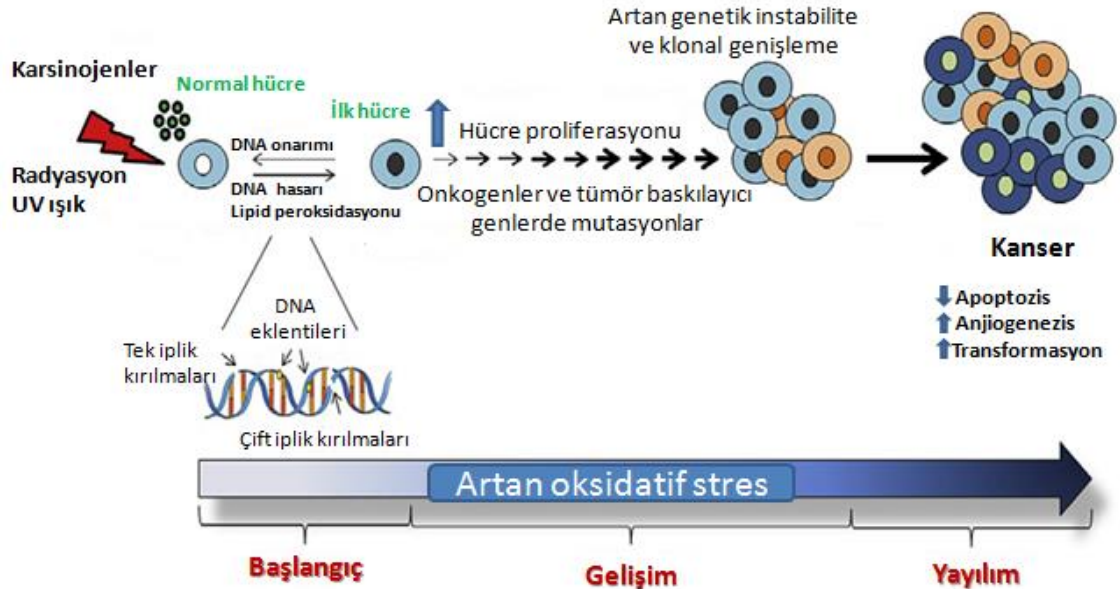 Artan genetik instabilite
ve klonal genişleme
Karsinojenler
Normal hücre
İlk hücre
Hücre proliferasyonu
DNA onarımı
Radyasyon
UV ışık
DNA hasarı
Lipid peroksidasyonu
Onkogenler ve tümör baskılayıcı
genlerde mutasyonlar
Kanser
Apoptozis
Anjiogenezis
Transformasyon
DNA
eklentileri
Tek iplik
kırılmaları
Çift iplik kırılmaları
Artan oksidatif stres
Başlangıç
Gelişim
Yayılım